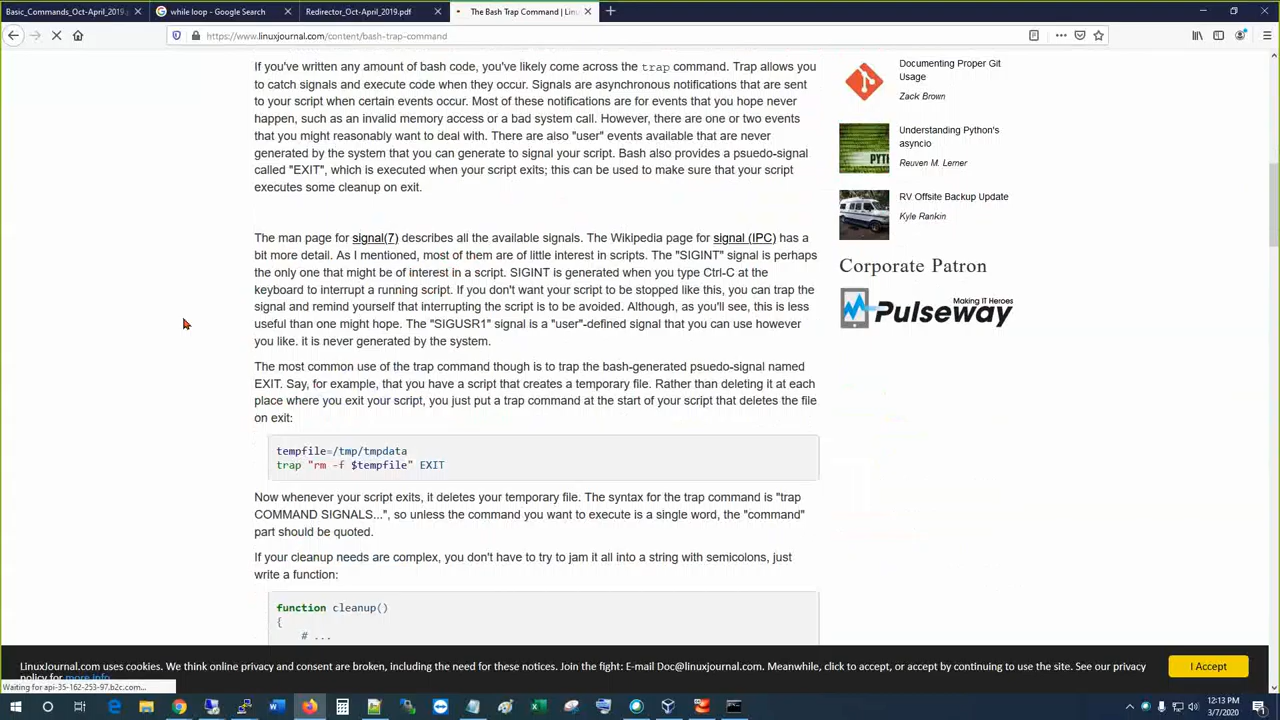 Basic_Commands_Oct-April_2019.p
while loop - Google Search
Redirector_Oct-April_2019.pdf
The Bash Trap Command | Linu
https://www.linuxjournal.com/content/bash-trap-command
If you've written any amount of bash code, you've likely come across the trap command. Trap allows you
to catch signals and execute code when they occur. Signals are asynchronous notifications that are sent
to your script when certain events occur. Most of these notifications are for events that you hope never
happen, such as an invalid memory access or a bad system call. However, there are one or two events
that you might reasonably want to deal with. There are also "user" events available that are never
generated by the system that you can generate to signal your script. Bash also provides a psuedo-signal
called "EXIT", which is executed when your script exits; this can be used to make sure that your script
executes some cleanup on exit.
The man page for signal(7) describes all the available signals. The Wikipedia page for signal (IPC) has a
bit more detail. As I mentioned, most of them are of little interest in scripts. The "SIGINT" signal is perhaps
the only one that might be of interest in a script. SIGINT is generated when you type Ctrl-C at the
keyboard to interrupt a running script. If you don't want your script to be stopped like this, you can trap the
signal and remind yourself that interrupting the script is to be avoided. Although, as you'll see, this is less
useful than one might hope. The "SIGUSR1" signal is a "user"-defined signal that you can use however
you like. it is never generated by the system.
The most common use of the trap command though is to trap the bash-generated psuedo-signal named
EXIT. Say, for example, that you have a script that creates a temporary file. Rather than deleting it at each
place where you exit your script, you just put a trap command at the start of your script that deletes the file
on exit:
tempfile=/tmp/tmpdata
trap "rm -f $tempfile" EXIT
Now whenever your script exits, it deletes your temporary file. The syntax for the trap command is "trap
COMMAND SIGNALS...", so unless the command you want to execute is a single word, the "command"
part should be quoted.
If your cleanup needs are complex, you don't have to try to jam it all into a string with semicolons, just
write a function:
function cleanup()
{
# ...
Documenting Proper Git
Usage
Zack Brown
Understanding Python's
asyncio
Reuven M. Lerner
PYTH
RV Offsite Backup Update
Kyle Rankin
Corporate Patron
Making IT Heroes
Pulseway
LinuxJournal.com uses cookies. We think online privacy and consent are broken, including the need for these notices. Join the fight: E-mail Doc@linuxjournal.com. Meanwhile, click to accept, or accept by continuing to use the site. See our privacy
policy for more info.
I Accept
Waiting for api-35-162-253-97.b2c.com...
12:13 PM
3/7/2020